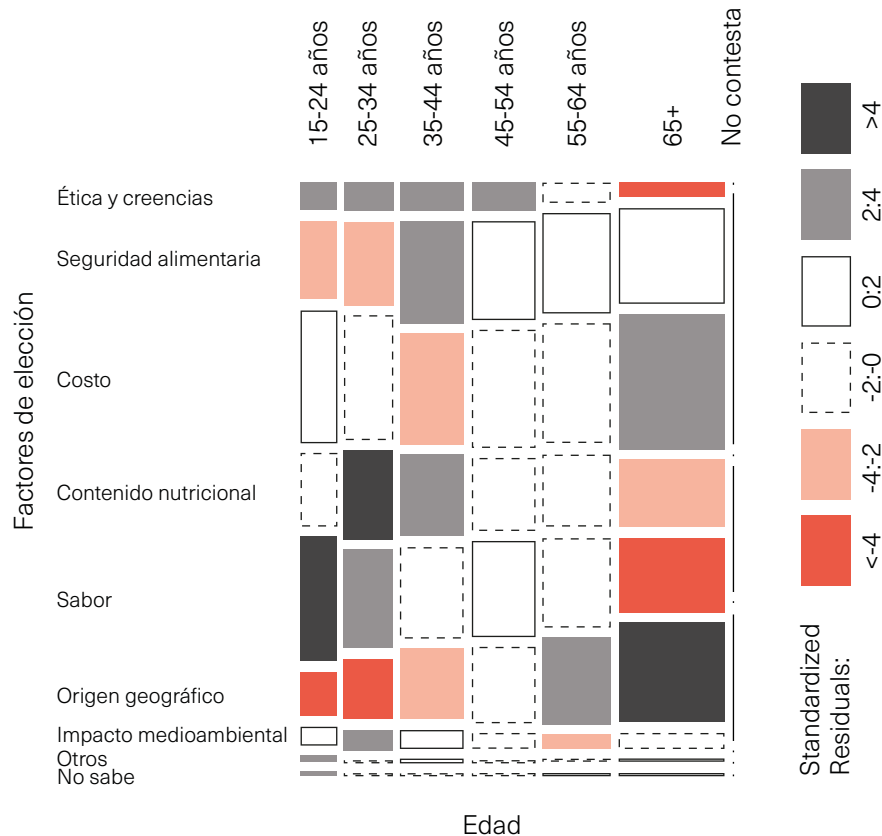 15-24 años
25-34 años
35-44 años
45-54 años
55-64 años
65+
No contesta
Factores de elección
Ética y creencias
Seguridad alimentaria
Costo
Contenido nutricional
Sabor
Origen geográfico
Impacto medioambiental
Otros
No sabe
Edad
Standardized
Residuals:
<-4
-4:-2
-2:-0
0:2
2:4
>4